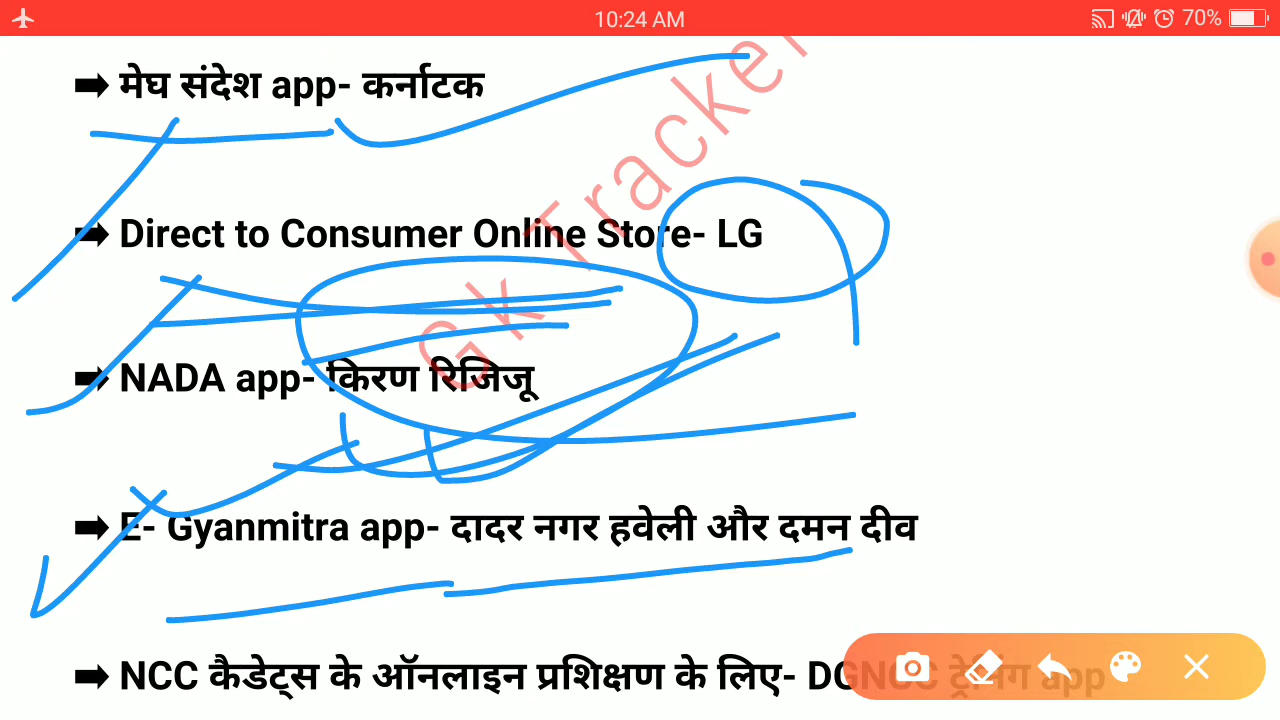 10:24 AM
70%
➡ मेघ संदेश app- कर्नाटक
➡ Direct to Consumer Online Store- LG
➡ NADA app- किरण रिजिजू
➡ E- Gyanmitra app- दादर नगर हवेली और दमन दीव
➡ NCC कैडेट्स के ऑनलाइन प्रशिक्षण के लिए- DGNCC ट्रेनिंग app
Gk Tracker